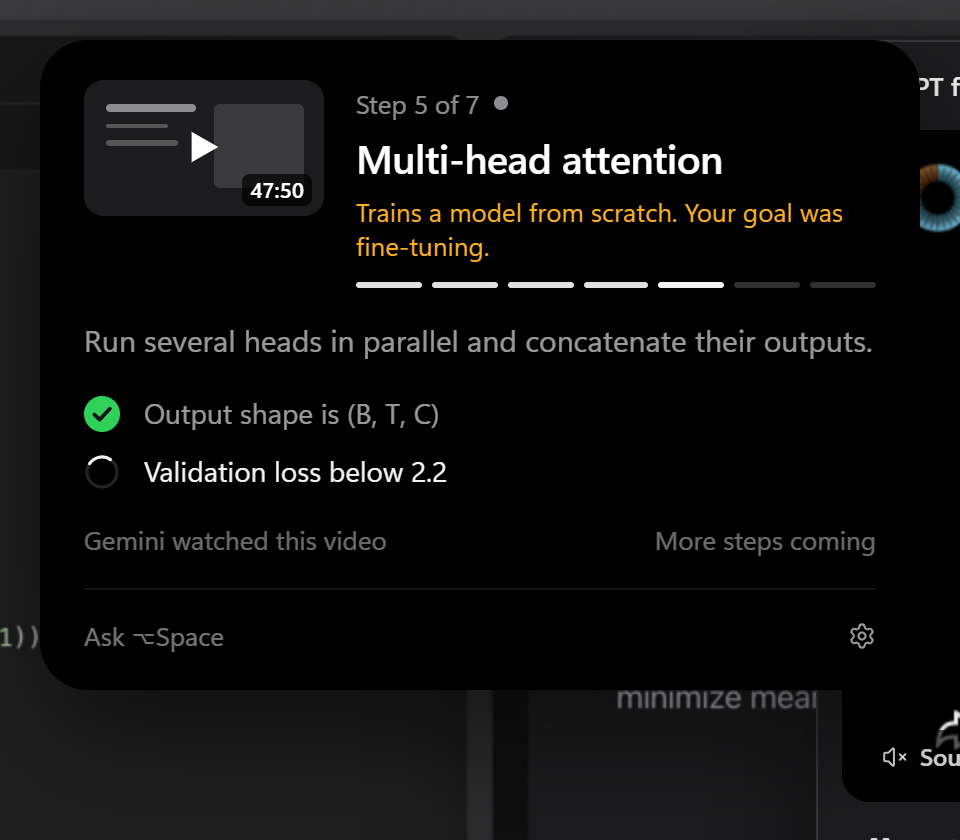 Step 5 of 7
Multi-head attention
47:50
Trains a model from scratch. Your goal was
fine-tuning.
Run several heads in parallel and concatenate their outputs.
Output shape is (B, T, C)
Validation loss below 2.2
Gemini watched this video
More steps coming
Ask ⌥Space
1))
minimize